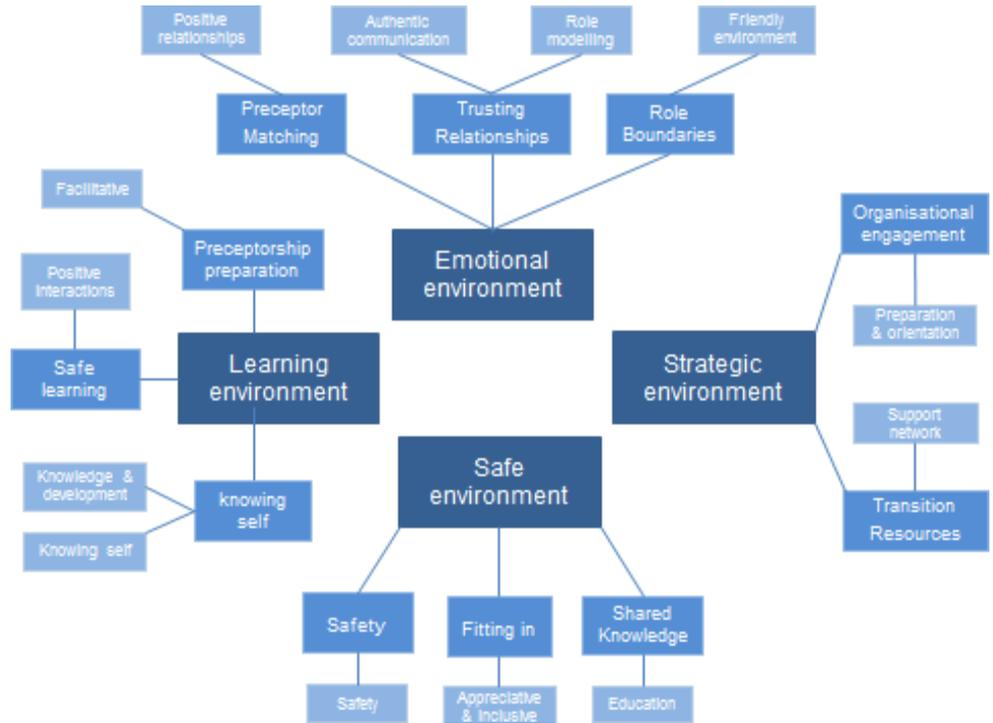 Positive
relationships
Authentic
communication
Role
modelling
Friendly
environment
Preceptor
Matching
Trusting
Relationships
Role
Boundaries
Emotional
environment
Facilitative
Preceptorship
preparation
Positive
Interactions
Safe
learning
Learning
environment
Knowledge &
development
Knowing self
knowing
self
Organisational
engagement
Preparation
& orientation
Strategic
environment
Support
network
Transition
Resources
Safe
environment
Safety
Fitting in
Shared
Knowledge
Safety
Appreciative
& Inclusive
Education